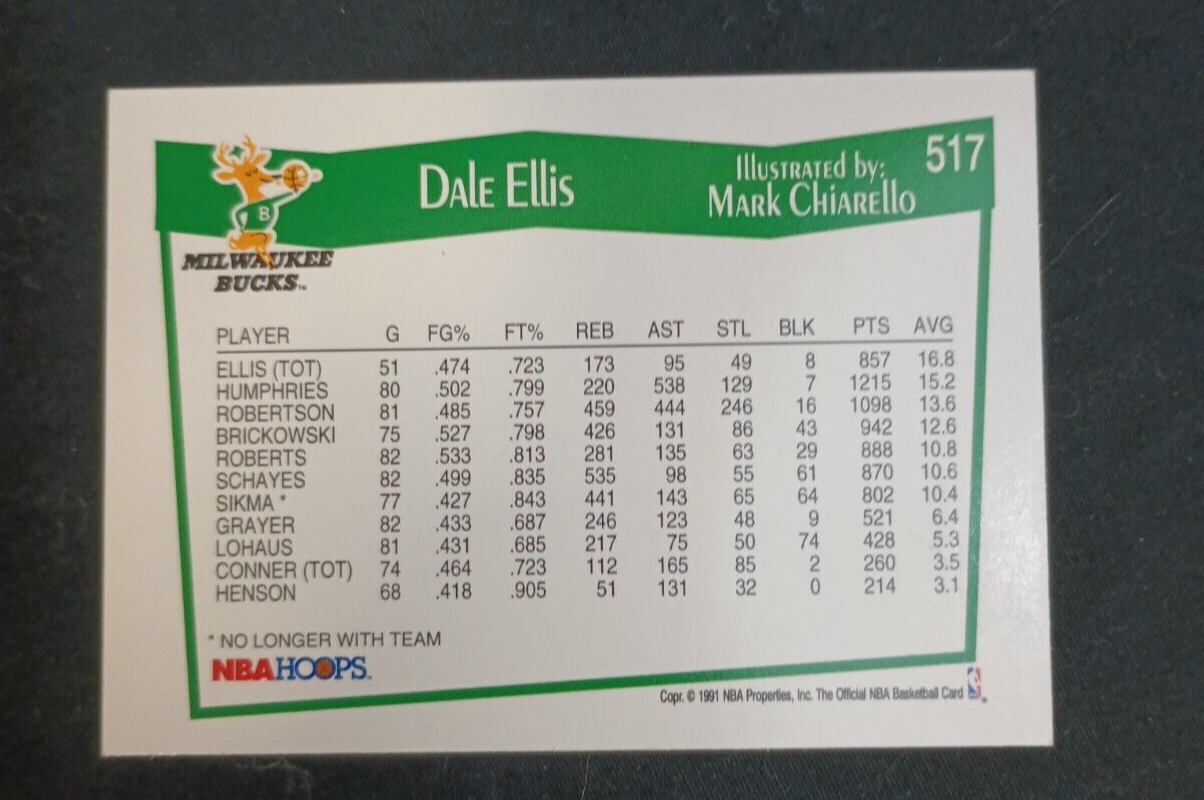 517
Dale Ellis
Illustrated by:
Mark Chiarello
B
MILWAUKEE
BUCKS™
PLAYER G FG% FT% REB AST STL BLK PTS AVG
ELLIS (TOT) 51 .474 .723 173 95 49 8 857 16.8
HUMPHRIES 80 .502 .799 220 538 129 7 1215 15.2
ROBERTSON 81 .485 .757 459 444 246 16 1098 13.6
BRICKOWSKI 75 .527 .798 426 131 86 43 942 12.6
ROBERTS 82 .533 .813 281 135 63 29 888 10.8
SCHAYES 82 .499 .835 535 98 55 61 870 10.6
SIKMA * 77 .427 .843 441 143 65 64 802 10.4
GRAYER 82 .433 .687 246 123 48 9 521 6.4
LOHAUS 81 .431 .685 217 75 50 74 428 5.3
CONNER (TOT) 74 .464 .723 112 165 85 2 260 3.5
HENSON 68 .418 .905 51 131 32 0 214 3.1
* NO LONGER WITH TEAM
NBA HOOPS™
Copr. © 1991 NBA Properties, Inc. The Official NBA Basketball Card